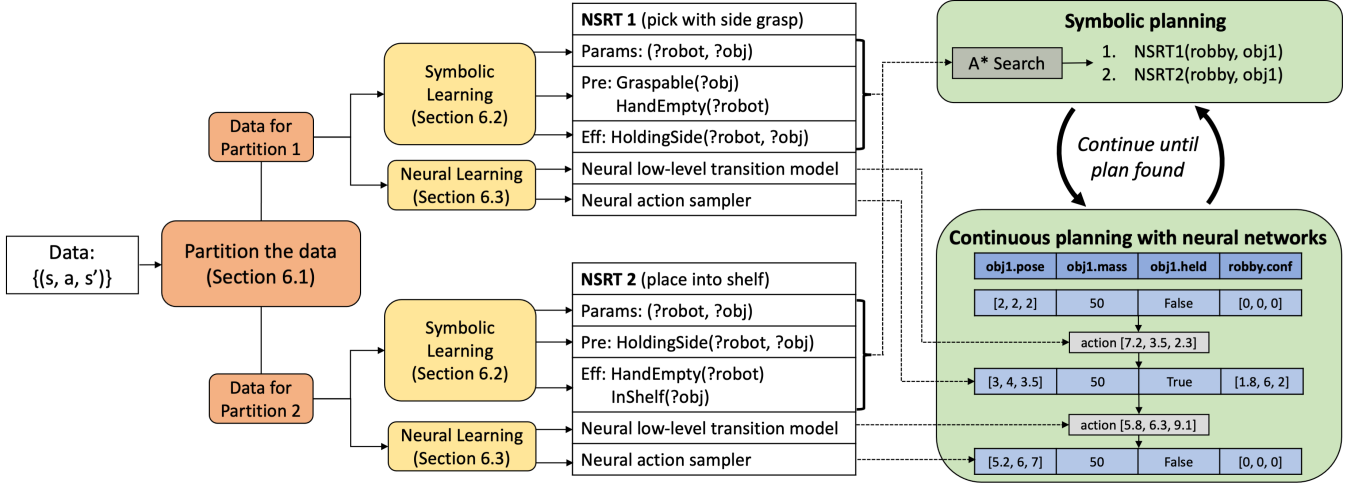 Data:
{(s, a, s’)}
Partition the data
(Section 6.1)
Data for
Partition 1
Data for
Partition 2
Symbolic
Learning
(Section 6.2)
Neural Learning
(Section 6.3)
NSRT 1 (pick with side grasp)
Params: (?robot, ?obj)
Pre: Graspable(?obj)
HandEmpty(?robot)
Eff: HoldingSide(?robot, ?obj)
Neural low-level transition model
Neural action sampler
Symbolic
Learning
(Section 6.2)
Neural Learning
(Section 6.3)
NSRT 2 (place into shelf)
Params: (?robot, ?obj)
Pre: HoldingSide(?robot, ?obj)
Eff: HandEmpty(?robot)
InShelf(?obj)
Neural low-level transition model
Neural action sampler
Symbolic planning
A* Search
1. NSRT1(robby, obj1)
2. NSRT2(robby, obj1)
Continue until
plan found
Continuous planning with neural networks
obj1.pose obj1.mass obj1.held robby.conf
[2, 2, 2] 50 False [0, 0, 0]
action [7.2, 3.5, 2.3]
[3, 4, 3.5] 50 True [1.8, 6, 2]
action [5.8, 6.3, 9.1]
[5.2, 6, 7] 50 False [0, 0, 0]